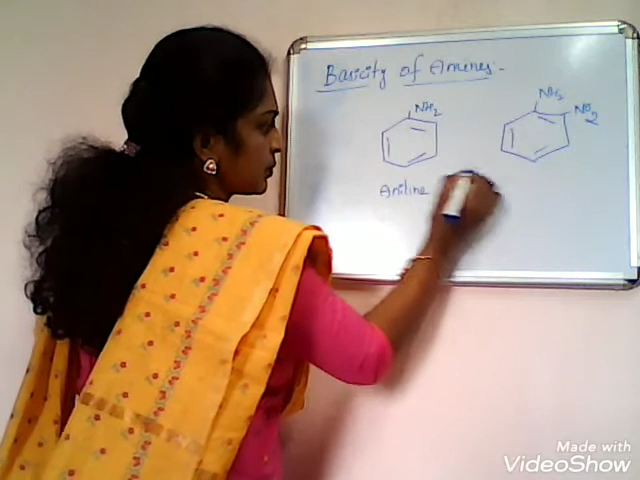 Basicity of Amines:-
NH2
NH2
NO2
Aniline
Made with
VideoShow